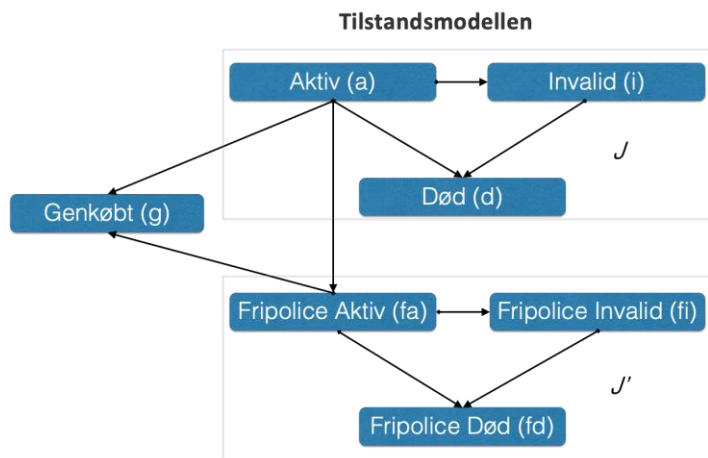 Tilstandsmodellen
Aktiv (a)
Invalid (i)
J
Død (d)
Genkøbt (g)
Fripolice Aktiv (fa)
Fripolice Invalid (fi)
J'
Fripolice Død (fd)